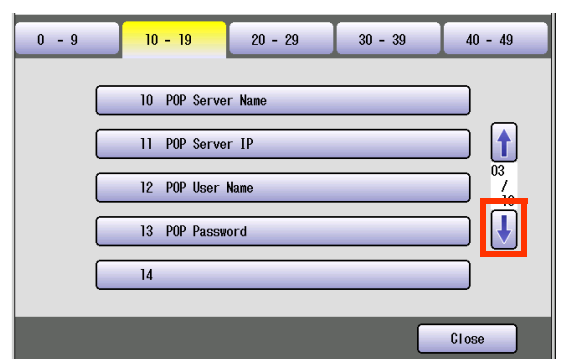 0 - 9
10 - 19
20 - 29
30 - 39
40 - 49
10 POP Server Name
11 POP Server IP
12 POP User Name
13 POP Password
14
03
/
10
Close